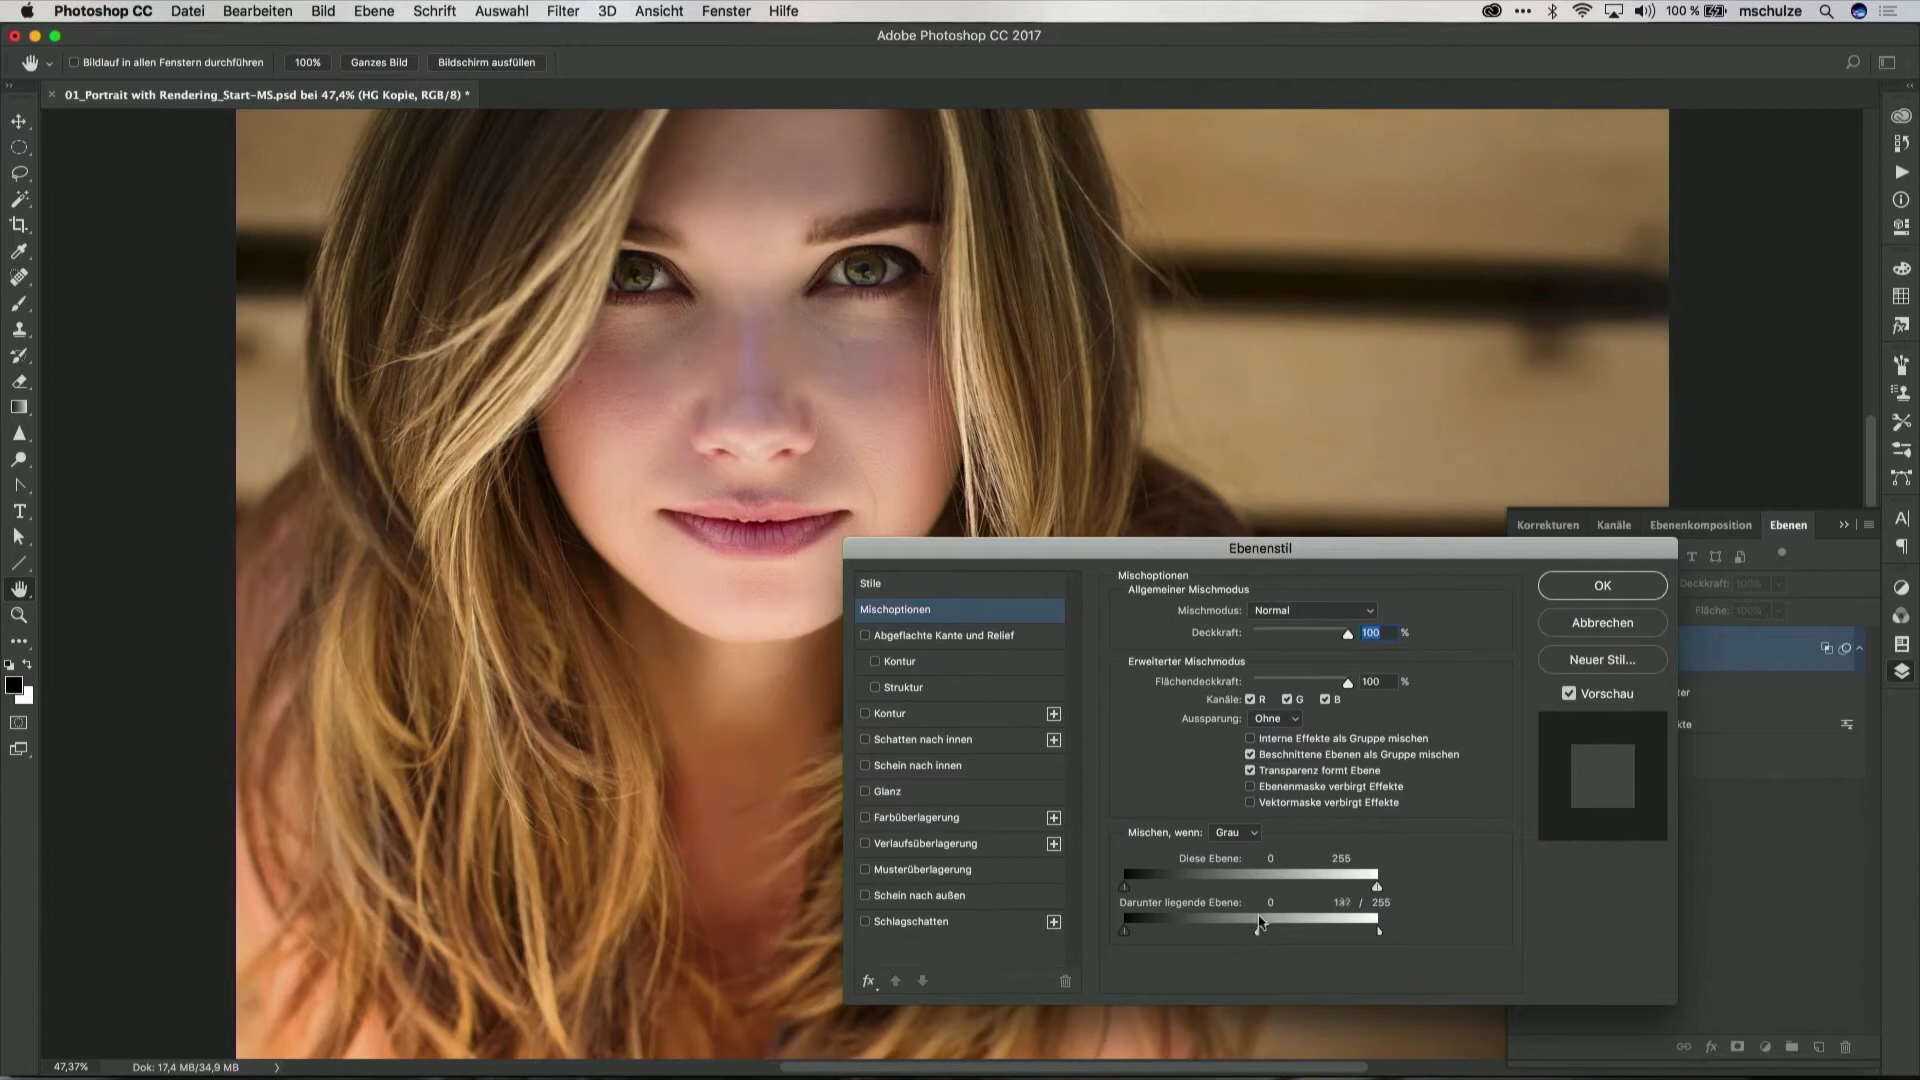 Photoshop CC Datei Bearbeiten Bild Ebene Schrift Auswahl Filter 3D Ansicht Fenster Hilfe 100 % mschulze
Adobe Photoshop CC 2017
Bildlauf in allen Fenstern durchführen 100% Ganzes Bild Bildschirm ausfüllen
01_Portrait with Rendering_Start-MS.psd bei 47,4% (HG Kopie, RGB/8) *
Korrekturen Kanäle Ebenenkomposition Ebenen
Ebenenstil
Stile
Mischoptionen
Abgeflachte Kante und Relief
Kontur
Struktur
Kontur
Schatten nach innen
Schein nach innen
Glanz
Farbüberlagerung
Verlaufsüberlagerung
Musterüberlagerung
Schein nach außen
Schlagschatten
fx
Mischoptionen
Allgemeiner Mischmodus
Mischmodus: Normal
Deckkraft: 100 %
Erweiterter Mischmodus
Flächendeckkraft: 100 %
Kanäle: R G B
Aussparung: Ohne
Interne Effekte als Gruppe mischen
Beschnittene Ebenen als Gruppe mischen
Transparenz formt Ebene
Ebenenmaske verbirgt Effekte
Vektormaske verbirgt Effekte
Mischen, wenn: Grau
Diese Ebene: 0 255
Darunter liegende Ebene: 0 / 255
OK
Abbrechen
Neuer Stil...
Vorschau
Deckkraft: 100%
Fläche: 100%
ter
kte
fx
47,37% Dok: 17,4 MB/34,9 MB